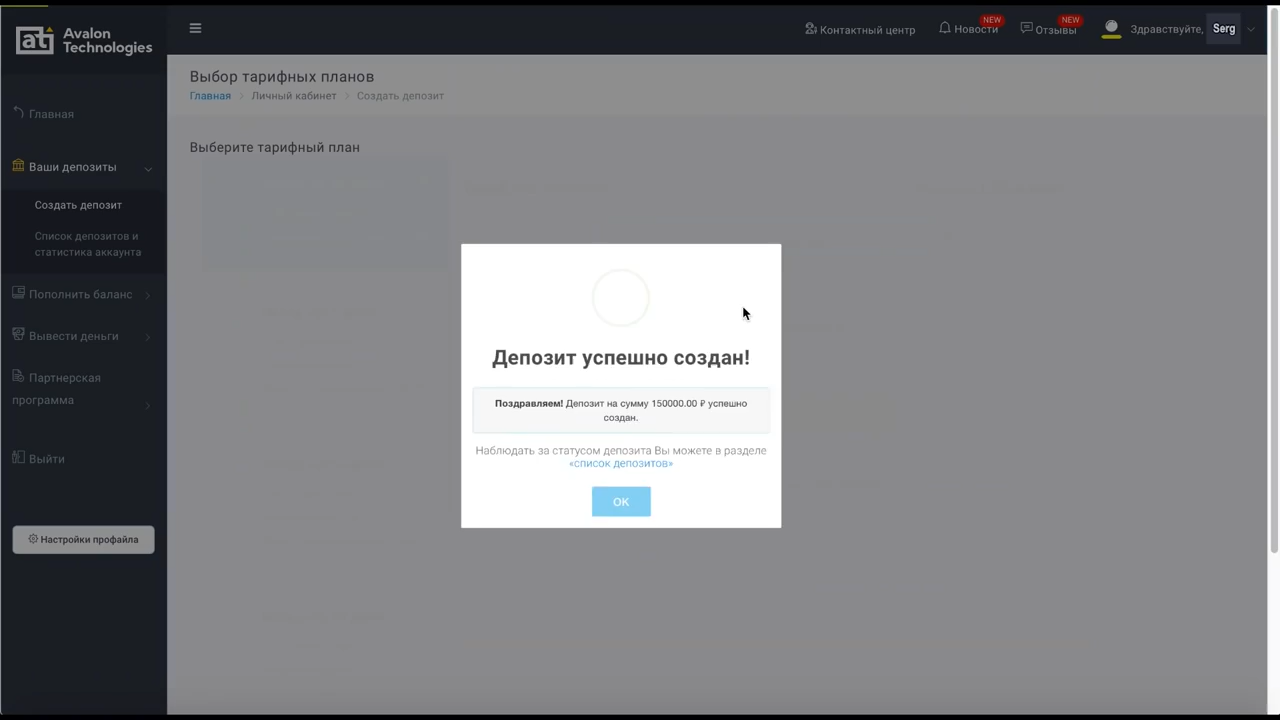 Avalon
Technologies
Контактный центр
Новости
NEW
Отзывы
NEW
Здравствуйте,
Serg
Выбор тарифных планов
Главная
Личный кабинет
Создать депозит
Главная
Ваши депозиты
Создать депозит
Список депозитов и
статистика аккаунта
Пополнить баланс
Вывести деньги
Партнерская
программа
Выйти
Настройки профайла
Выберите тарифный план
Депозит успешно создан!
Поздравляем! Депозит на сумму 150000.00 ₽ успешно
создан.
Наблюдать за статусом депозита Вы можете в разделе
«список депозитов»
OK